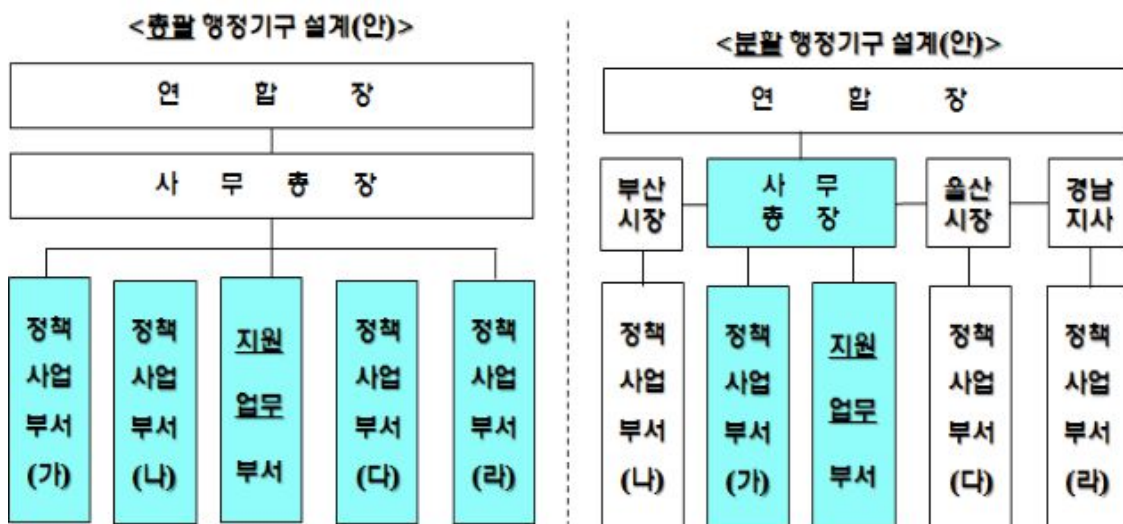 <총괄 행정기구 설계(안)>
연 합 장
사 무 총 장
정책
사업
부서
(가)
정책
사업
부서
(나)
지원
업무
부서
정책
사업
부서
(다)
정책
사업
부서
(라)
<분활 행정기구 설계(안)>
연 합 장
부산
시장
사 무
총 장
울산
시장
경남
지사
정책
사업
부서
(나)
정책
사업
부서
(가)
지원
업무
부서
정책
사업
부서
(다)
정책
사업
부서
(라)